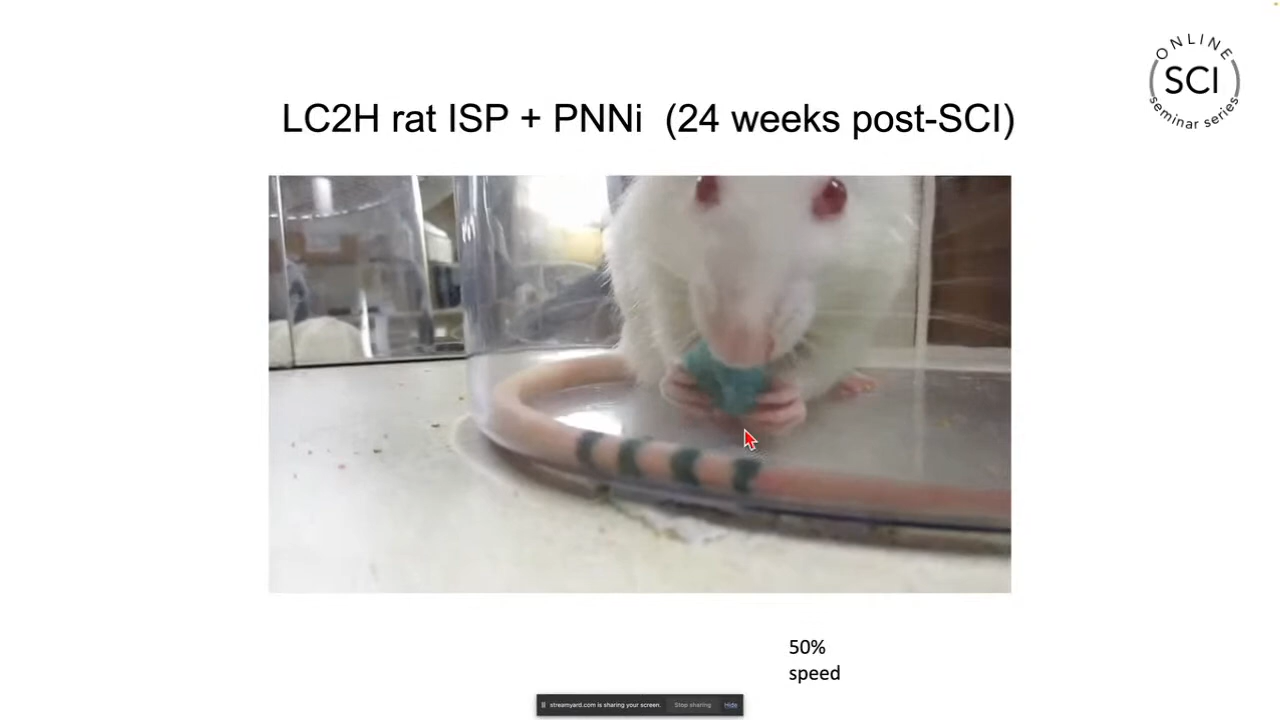 ONLINE
SCI
seminar series
LC2H rat ISP + PNNi (24 weeks post-SCI)
50%
speed
streamyard.com is sharing your screen. Stop sharing Hide